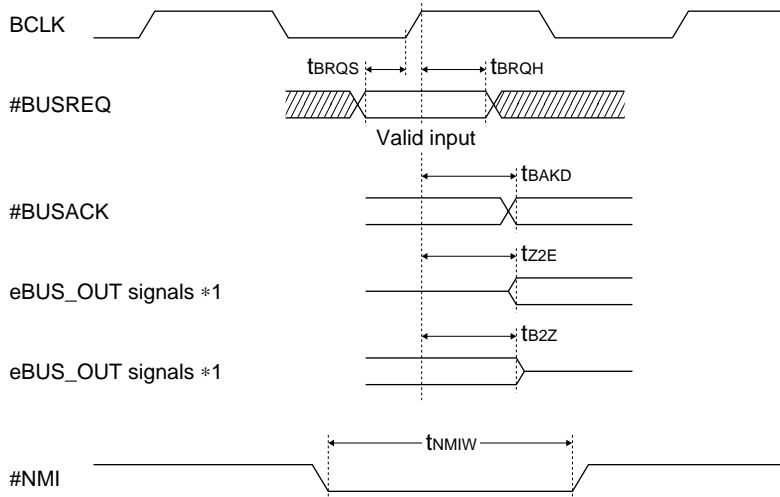 BCLK
tBRQS
tBRQH
#BUSREQ
Valid input
tBAKD
#BUSACK
tZ2E
eBUS_OUT signals ∗1
tB2Z
eBUS_OUT signals ∗1
tNMIW
#NMI